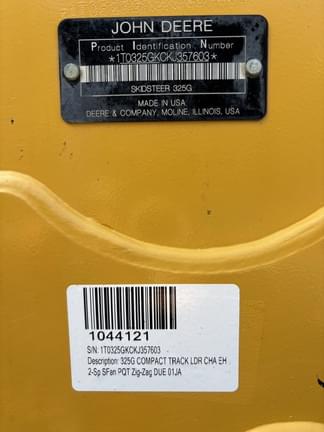 JOHN DEERE
Product Identification Number
*1T0325GKCKJ357603*
SKIDSTEER 325G
MADE IN USA
DEERE & COMPANY, MOLINE, ILLINOIS, USA
1044121
S/N: 1T0325GKCKJ357603
Description: 325G COMPACT TRACK LDR CHA EH
2-Sp SFan PQT Zig-Zag DUE 01JA